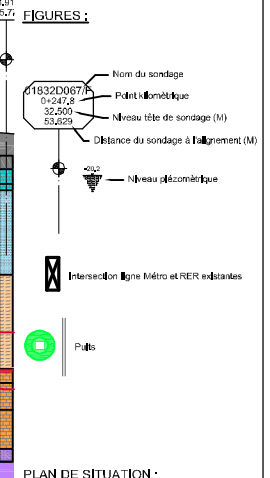 FIGURES :
Nom du sondage
01832D067/F
0+247.8
Point kilométrique
32.500
Niveau tête de sondage (M)
53.629
Distance du sondage à l'alignement (M)
-20,2
Niveau piézométrique
Intersection ligne Métro et RER existantes
Puits
PLAN DE SITUATION :